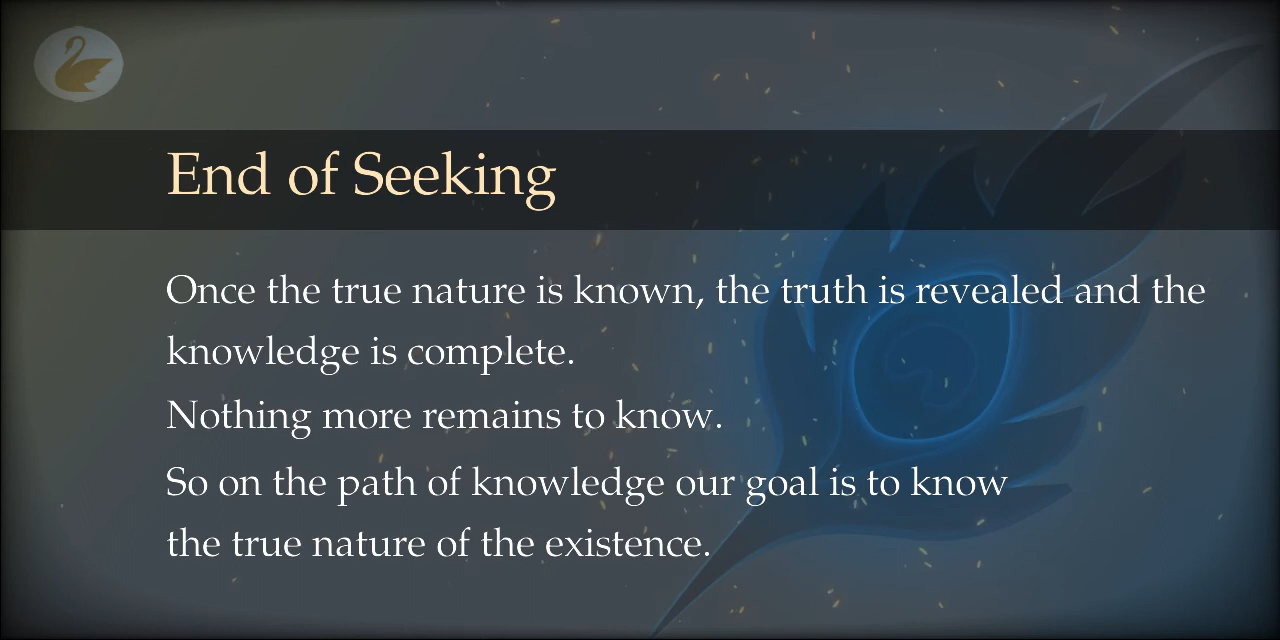 End of Seeking
Once the true nature is known, the truth is revealed and the
knowledge is complete.
Nothing more remains to know.
So on the path of knowledge our goal is to know
the true nature of the existence.